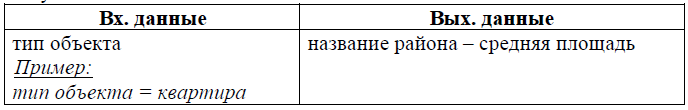 Вх. данные
Вых. данные
тип объекта
Пример:
тип объекта = квартира
название района – средняя площадь